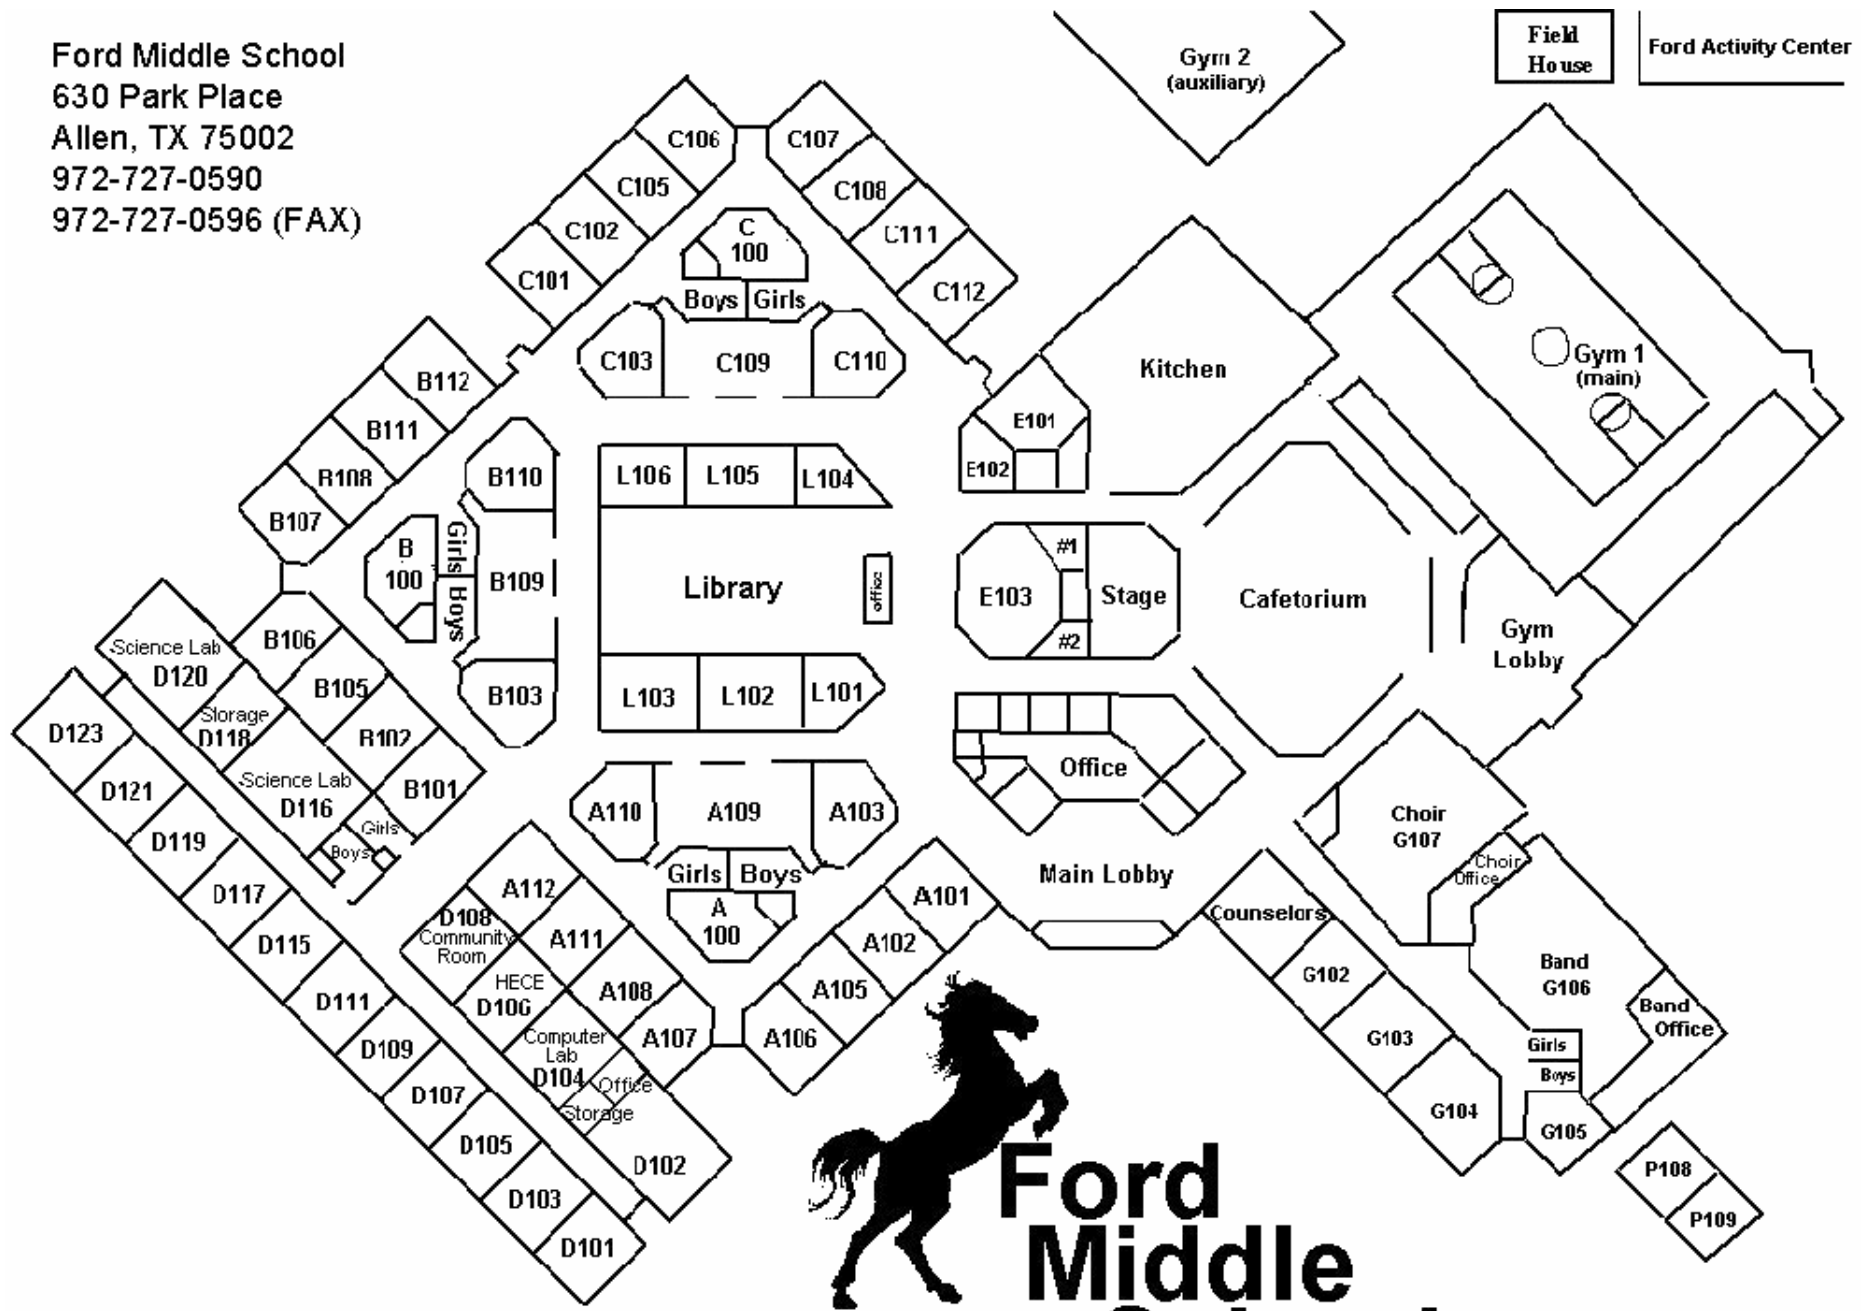 Ford Middle School
630 Park Place
Allen, TX 75002
972-727-0590
972-727-0596 (FAX)
Gym 2
(auxiliary)
Field
House
Ford Activity Center
C106
C107
C105
C108
C102
C111
C101
C112
C
100
Boys
Girls
C103
C109
C110
Kitchen
Gym 1
(main)
B112
B111
B108
B107
B110
B
100
Girls
Boys
B109
B103
L106
L105
L104
Library
office
L103
L102
L101
E101
E102
E103
#1
#2
Stage
Cafetorium
Gym
Lobby
Science Lab
D120
B106
Storage
D118
B105
B102
Science Lab
D116
B101
Girls
Boys
D123
D121
D119
D117
D115
D111
D109
D107
D105
D103
D101
A110
A109
A103
Girls
Boys
A
100
Office
Main Lobby
Choir
G107
Choir
Office
A112
D108
Community
Room
A111
HECE
D106
A108
Computer
Lab
D104
Office
Storage
A107
D102
A101
A102
A105
A106
Counselors
G102
G103
G104
Band
G106
Band
Office
Girls
Boys
G105
P108
P109
Ford
Middle